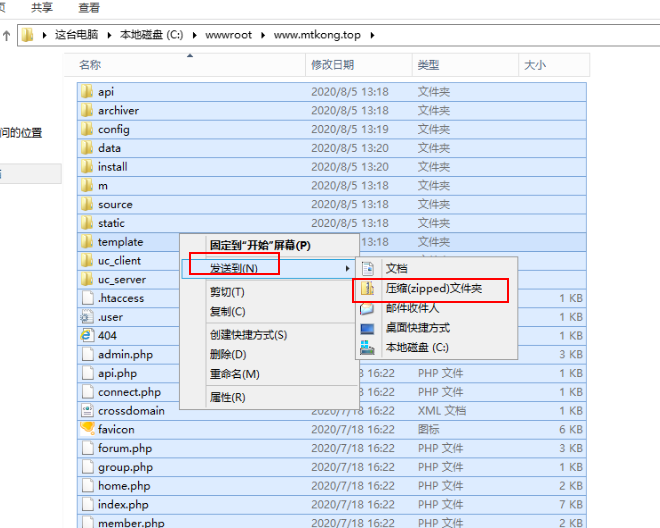 页 共享 查看
这台电脑 本地磁盘 (C:) wwwroot www.mtkong.top
名称 修改日期 类型 大小
api 2020/8/5 13:18 文件夹
archiver 2020/8/5 13:18 文件夹
问的位置 config 2020/8/5 13:19 文件夹
data 2020/8/5 13:20 文件夹
install 2020/8/5 13:20 文件夹
m 2020/8/5 13:18 文件夹
source 2020/8/5 13:18 文件夹
static 2020/8/5 13:18 文件夹
template 13:18 文件夹
固定到"开始"屏幕(P)
uc_client
发送到(N) 文档
uc_server
压缩(zipped)文件夹
剪切(T)
.htaccess 1 KB
复制(C) 邮件收件人
.user 1 KB
创建快捷方式(S) 桌面快捷方式
404 1 KB
删除(D) 本地磁盘 (C:)
admin.php 3 KB
重命名(M)
api.php 16:22 PHP 文件 1 KB
connect.php 16:22 PHP 文件 1 KB
属性(R)
crossdomain 2020/7/18 16:22 XML 文档 1 KB
favicon 2020/7/18 16:22 图标 6 KB
forum.php 2020/7/18 16:22 PHP 文件 3 KB
group.php 2020/7/18 16:22 PHP 文件 1 KB
home.php 2020/7/18 16:22 PHP 文件 2 KB
index.php 2020/7/18 16:22 PHP 文件 7 KB
member.php 2020/7/18 16:22 PHP 文件 2 KB